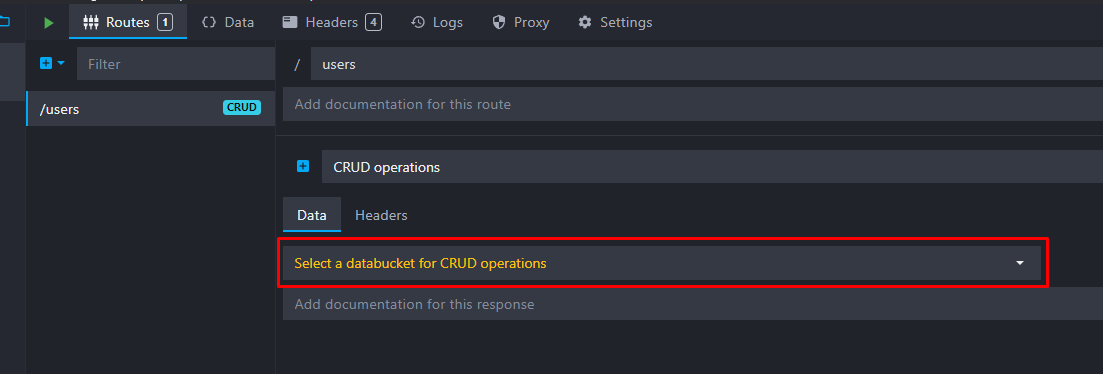 Routes 1 Data Headers 4 Logs Proxy Settings
Filter
/users CRUD
/ users
Add documentation for this route
CRUD operations
Data Headers
Select a databucket for CRUD operations
Add documentation for this response